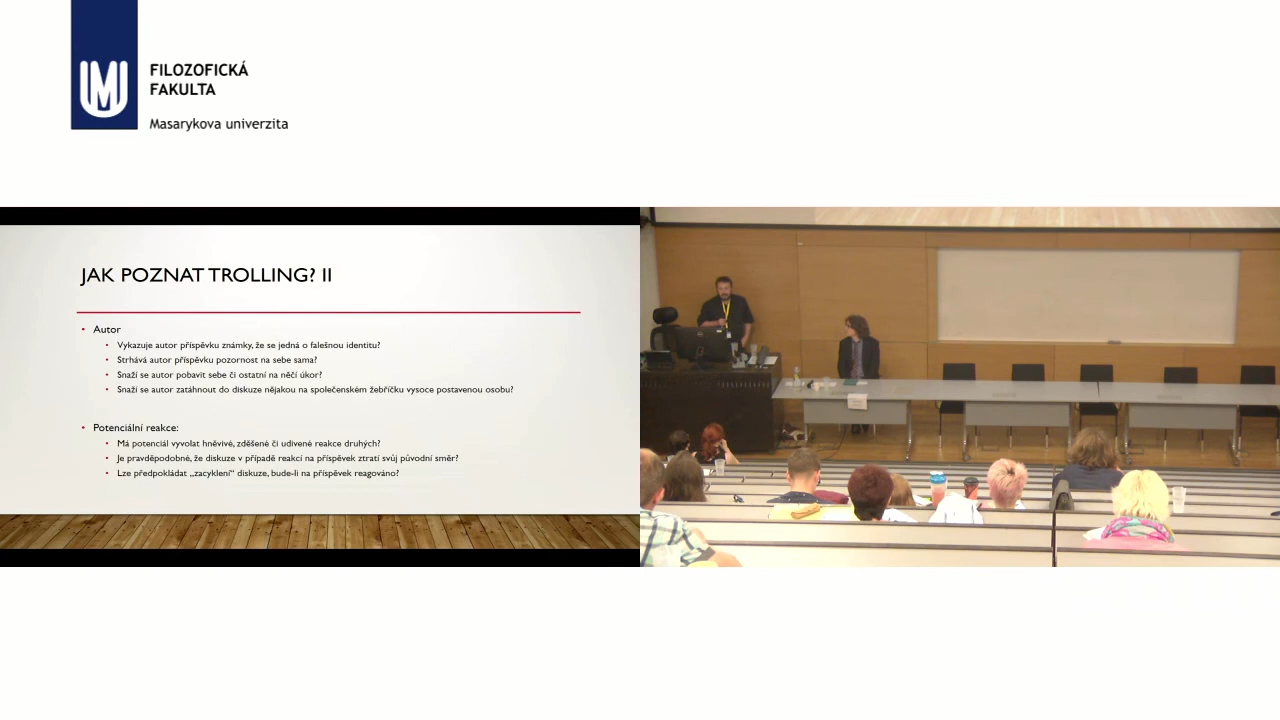 FILOZOFICKÁ
FAKULTA
Masarykova univerzita
JAK POZNAT TROLLING? II
• Autor
• Vykazuje autor příspěvku známky, že se jedná o falešnou identitu?
• Strhává autor příspěvku pozornost na sebe sama?
• Snaží se autor pobavit sebe či ostatní na něčí úkor?
• Snaží se autor zatáhnout do diskuze nějakou na společenském žebříčku vysoce postavenou osobu?
• Potenciální reakce:
• Má potenciál vyvolat hněvivé, zděšené či udivené reakce druhých?
• Je pravděpodobné, že diskuze v případě reakcí na příspěvek ztratí svůj původní směr?
• Lze předpokládat „zacyklení“ diskuze, bude-li na příspěvek reagováno?